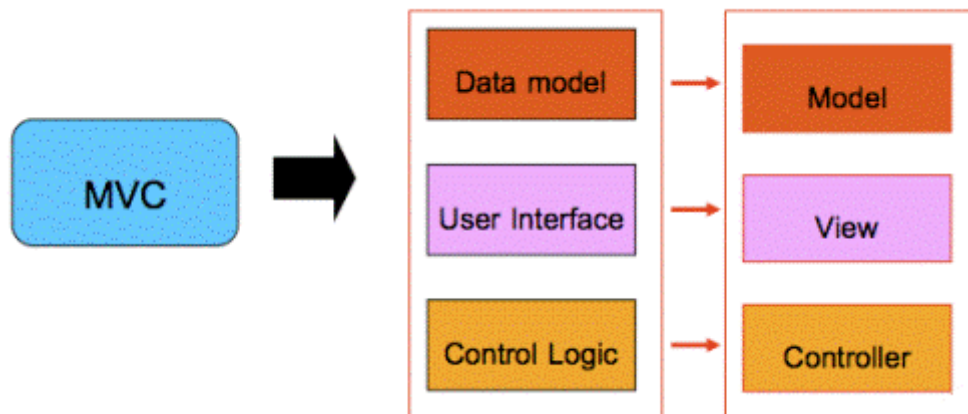 MVC
Data model
Model
User Interface
View
Control Logic
Controller